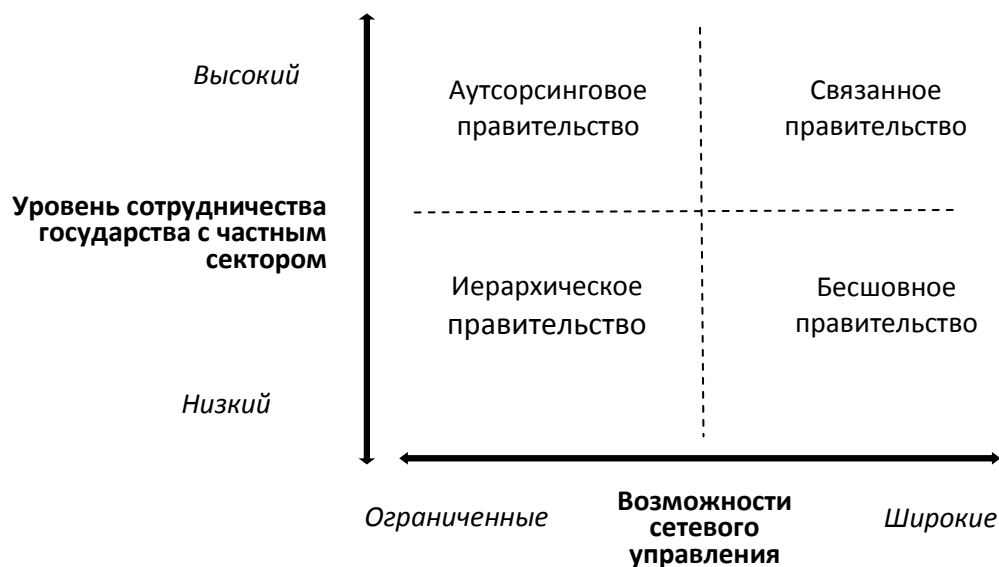 Высокий
Аутсорсинговое
правительство
Связанное
правительство
Уровень сотрудничества
государства с частным
сектором
Иерархическое
правительство
Бесшовное
правительство
Низкий
Ограниченные
Возможности
сетевого
управления
Широкие